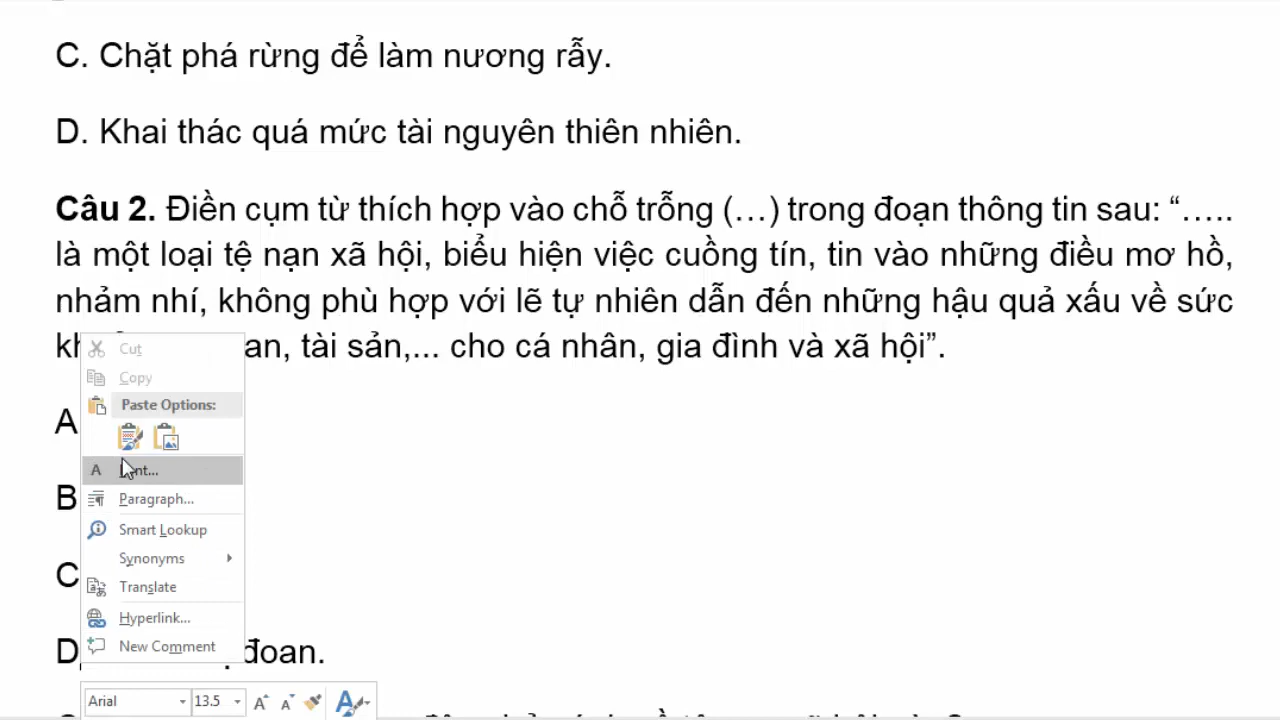 C. Chặt phá rừng để làm nương rẫy.
D. Khai thác quá mức tài nguyên thiên nhiên.
Câu 2. Điền cụm từ thích hợp vào chỗ trỗng (…) trong đoạn thông tin sau: “…..
là một loại tệ nạn xã hội, biểu hiện việc cuồng tín, tin vào những điều mơ hồ,
nhảm nhí, không phù hợp với lẽ tự nhiên dẫn đến những hậu quả xấu về sức
tài sản,... cho cá nhân, gia đình và xã hội”.
Cut
Copy
Paste Options:
A
Paragraph...
B
Smart Lookup
Synonyms
C
Translate
Hyperlink...
New Comment
D
đoan.
Arial 13.5